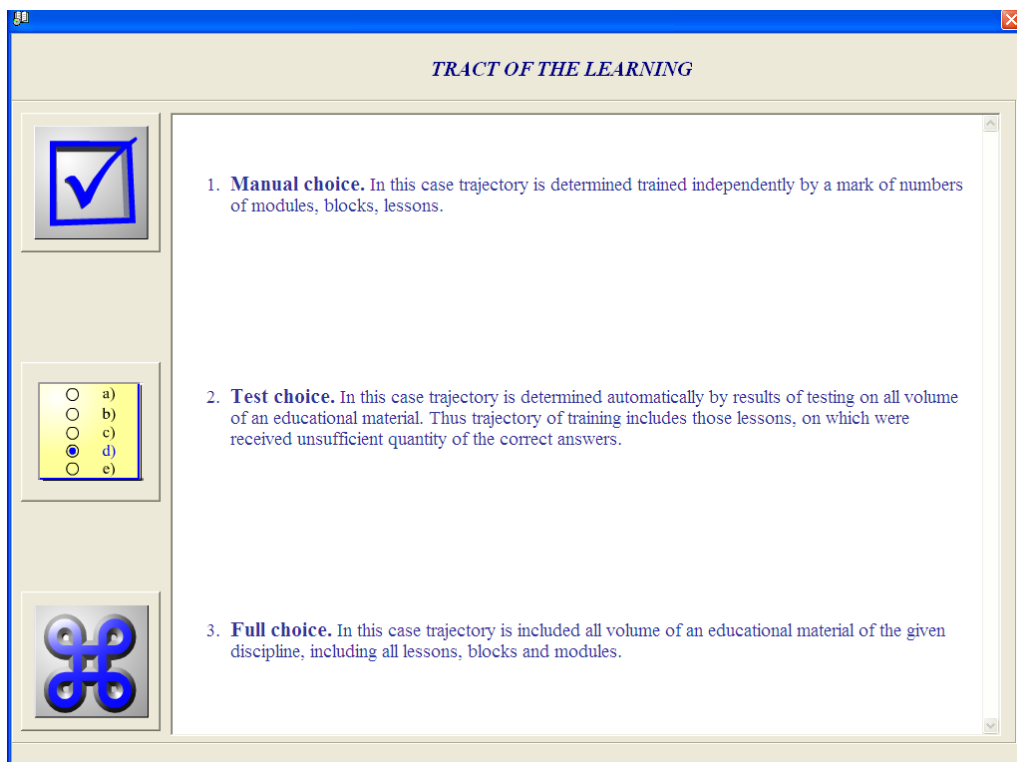 TRACT OF THE LEARNING
1. Manual choice. In this case trajectory is determined trained independently by a mark of numbers
of modules, blocks, lessons.
a)
b)
c)
d)
e)
2. Test choice. In this case trajectory is determined automatically by results of testing on all volume
of an educational material. Thus trajectory of training includes those lessons, on which were
received unsufficient quantity of the correct answers.
3. Full choice. In this case trajectory is included all volume of an educational material of the given
discipline, including all lessons, blocks and modules.